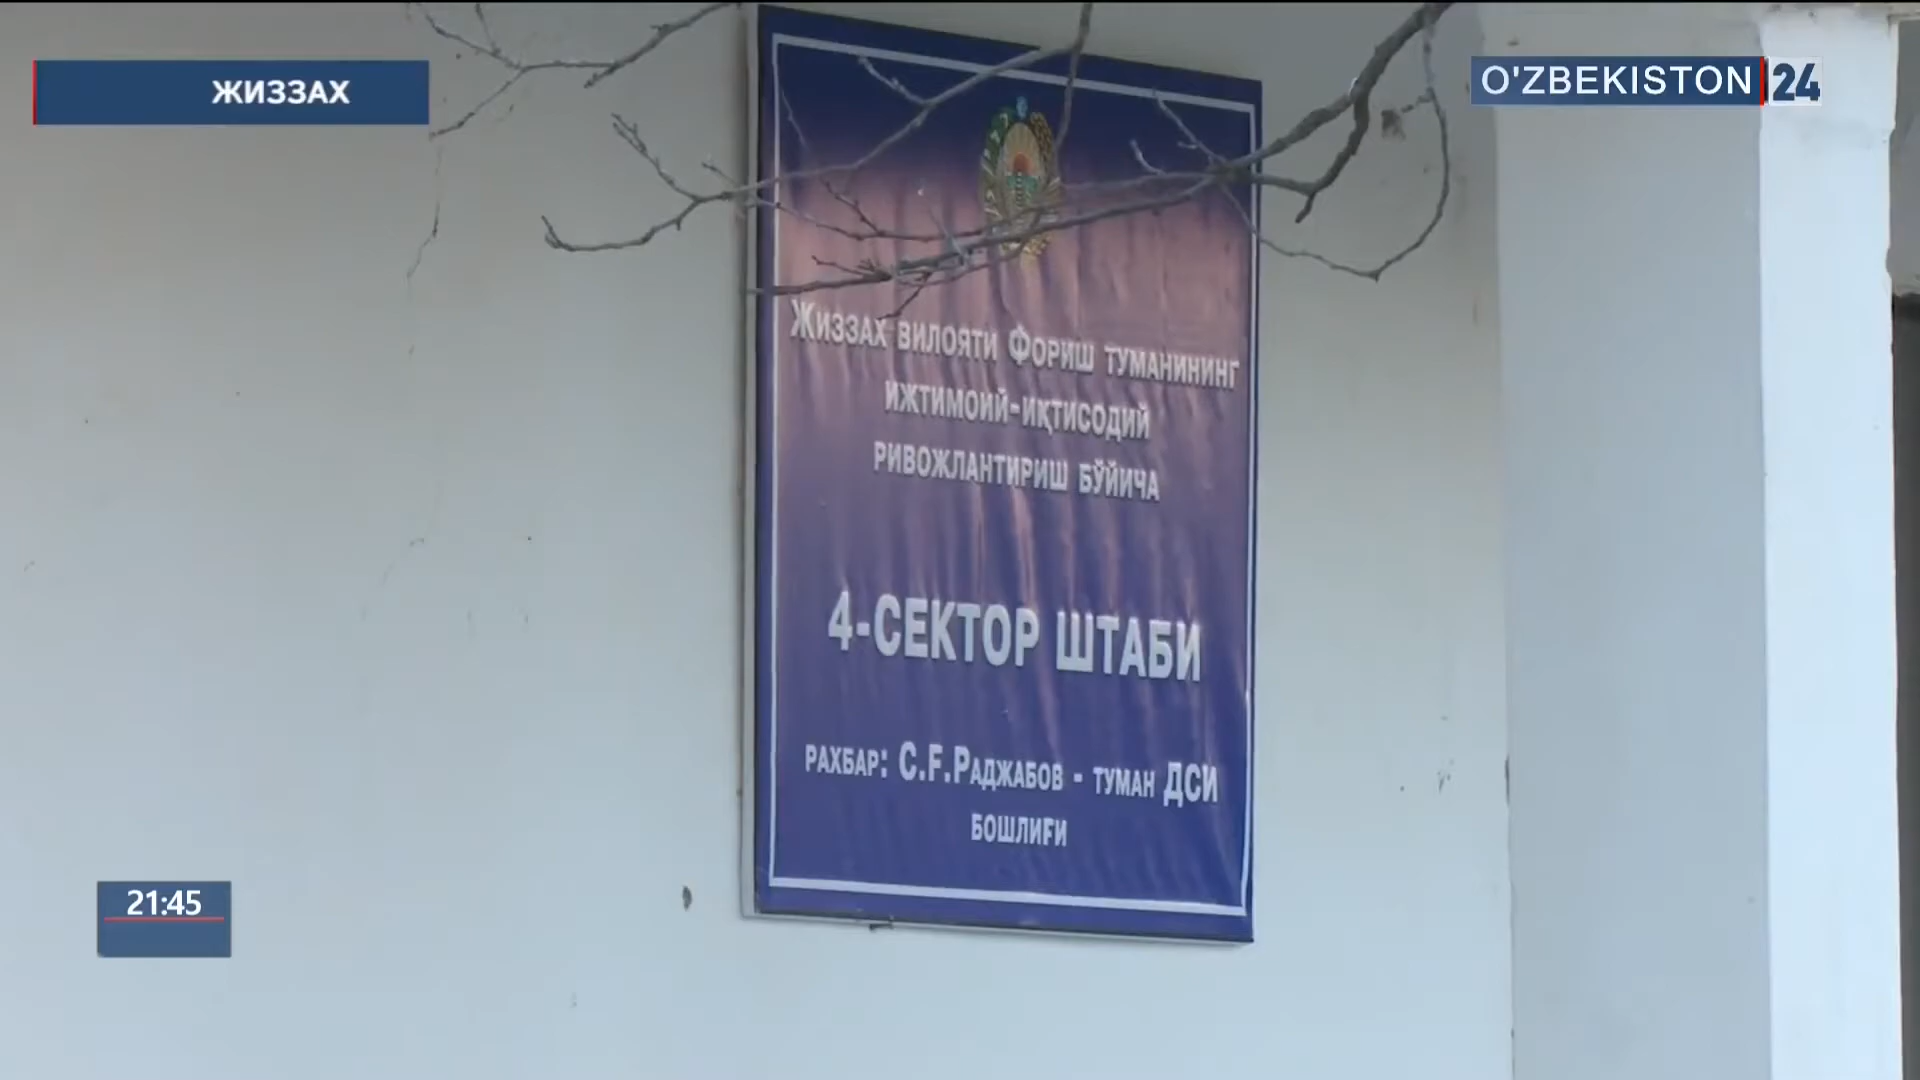 ЖИЗЗАХ
O'ZBEKISTON 24
Жиззах вилояти Фориш туманининг
ижтимоий-иқтисодий
ривожлантириш бўйича
4-СЕКТОР ШТАБИ
рахбар: С.Ғ.Раджабов - туман ДСИ
бошлиғи
21:45